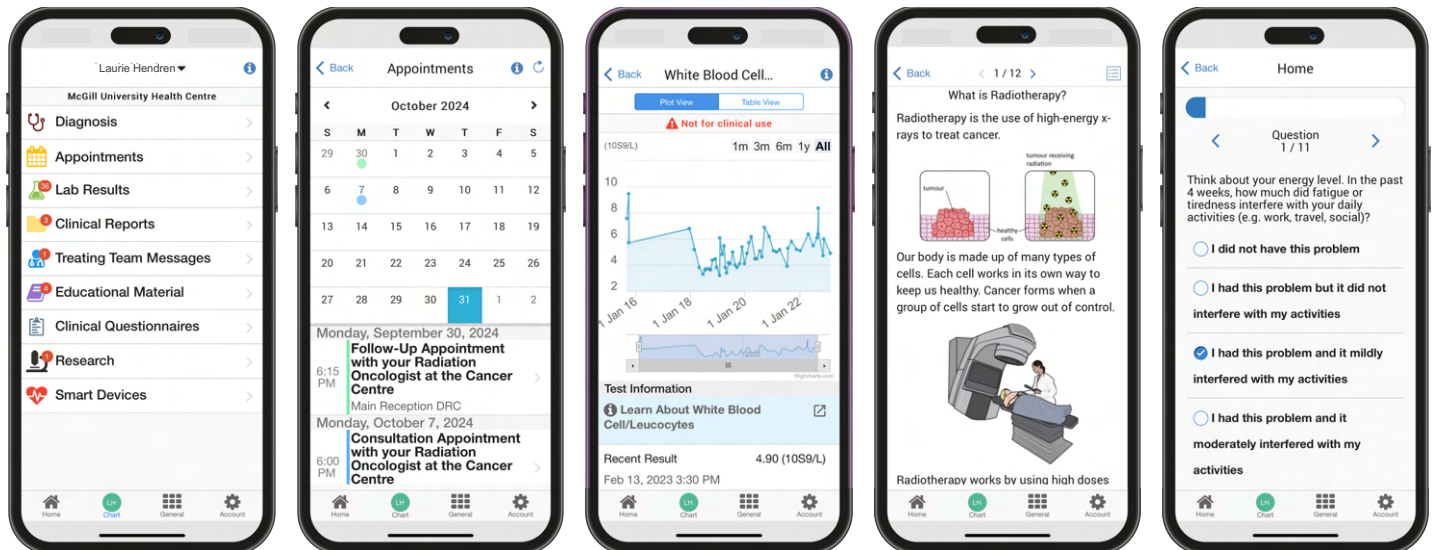 Laurie Hendren
McGill University Health Centre
Diagnosis
Appointments
36
Lab Results
3
Clinical Reports
1
Treating Team Messages
4
Educational Material
Clinical Questionnaires
1
Research
Smart Devices
LH
Home Chart General Account
Back Appointments
October 2024
S M T W T F S
29 30 1 2 3 4 5
6 7 8 9 10 11 12
13 14 15 16 17 18 19
20 21 22 23 24 25 26
27 28 29 30 31 1 2
Monday, September 30, 2024
6:15 PM
Follow-Up Appointment
with your Radiation
Oncologist at the Cancer
Centre
Main Reception DRC
Monday, October 7, 2024
6:00 PM
Consultation Appointment
with your Radiation
Oncologist at the Cancer
Centre
LH
Home Chart General Account
Back White Blood Cell...
Plot View Table View
Not for clinical use
(10S9/L) 1m 3m 6m 1y All
10
8
6
4
2
1 Jan 16 1 Jan 18 1 Jan 20 1 Jan 22
2020
Highcharts.com
Test Information
Learn About White Blood
Cell/Leucocytes
Recent Result 4.90 (10S9/L)
Feb 13, 2023 3:30 PM
LH
Home Chart General Account
Back 1 / 12
What is Radiotherapy?
Radiotherapy is the use of high-energy x-
rays to treat cancer.
tumour receiving
radiation
tumour
healthy
cells
Our body is made up of many types of
cells. Each cell works in its own way to
keep us healthy. Cancer forms when a
group of cells start to grow out of control.
Radiotherapy works by using high doses
LH
Home Chart General Account
Back Home
Question
1 / 11
Think about your energy level. In the past
4 weeks, how much did fatigue or
tiredness interfere with your daily
activities (e.g. work, travel, social)?
I did not have this problem
I had this problem but it did not
interfere with my activities
I had this problem and it mildly
interfered with my activities
I had this problem and it
moderately interfered with my
activities
LH
Home Chart General Account